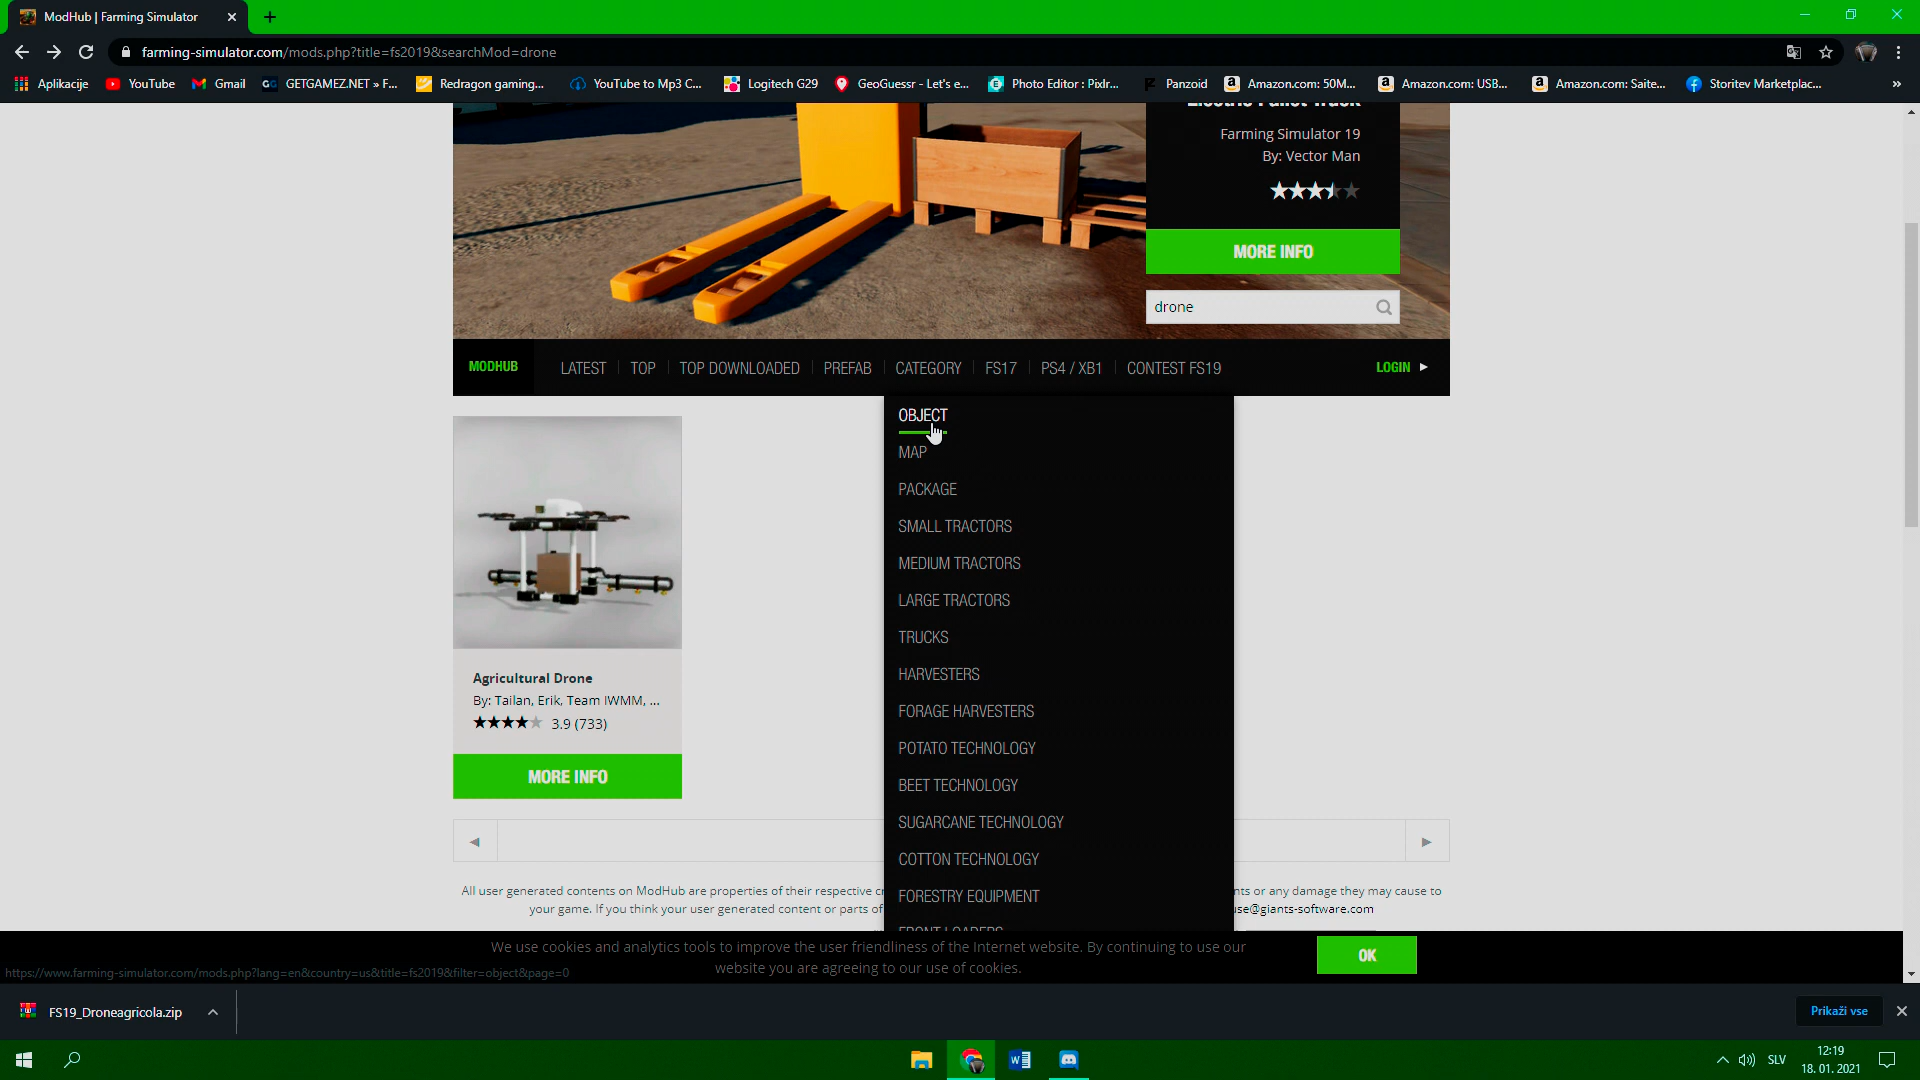 ModHub | Farming Simulator
farming-simulator.com/mods.php?title=fs2019&searchMod=drone
Aplikacije YouTube Gmail GETGAMEZ.NET » F... Redragon gaming... YouTube to Mp3 C... Logitech G29 GeoGuessr - Let's e... Photo Editor : Pixlr... Panzoid Amazon.com: 50M... Amazon.com: USB... Amazon.com: Saite... Storitev Marketplac... »
Electric Pallet Truck
Farming Simulator 19
By: Vector Man
MORE INFO
drone
MODHUB LATEST TOP TOP DOWNLOADED PREFAB CATEGORY FS17 PS4 / XB1 CONTEST FS19 LOGIN
OBJECT
MAP
PACKAGE
SMALL TRACTORS
MEDIUM TRACTORS
LARGE TRACTORS
TRUCKS
HARVESTERS
FORAGE HARVESTERS
POTATO TECHNOLOGY
BEET TECHNOLOGY
SUGARCANE TECHNOLOGY
COTTON TECHNOLOGY
FORESTRY EQUIPMENT
FRONT LOADERS
Agricultural Drone
By: Tailan, Erik, Team IWMM, ...
3.9 (733)
MORE INFO
All user generated contents on ModHub are properties of their respective or any damage they may cause to
your game. If you think your user generated content or parts of use@giants-software.com
We use cookies and analytics tools to improve the user friendliness of the Internet website. By continuing to use our
website you are agreeing to our use of cookies.
OK
https://www.farming-simulator.com/mods.php?lang=en&country=us&title=fs2019&filter=object&page=0
FS19_Droneagricola.zip
Prikaži vse
SLV
12:19
18. 01. 2021